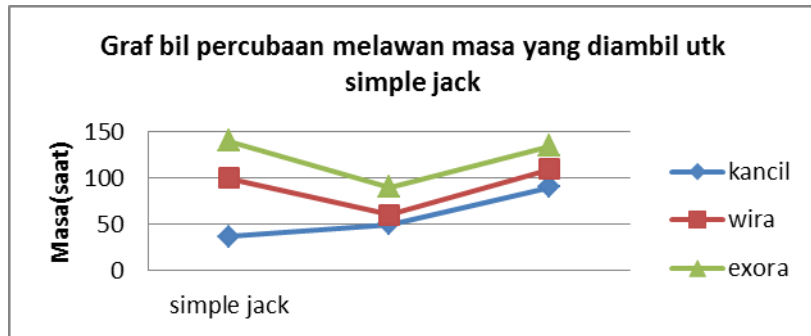 Graf bil percubaan melawan masa yang diambil utk
simple jack
Masa(saat)
150
100
50
0
simple jack
kancil
wira
exora